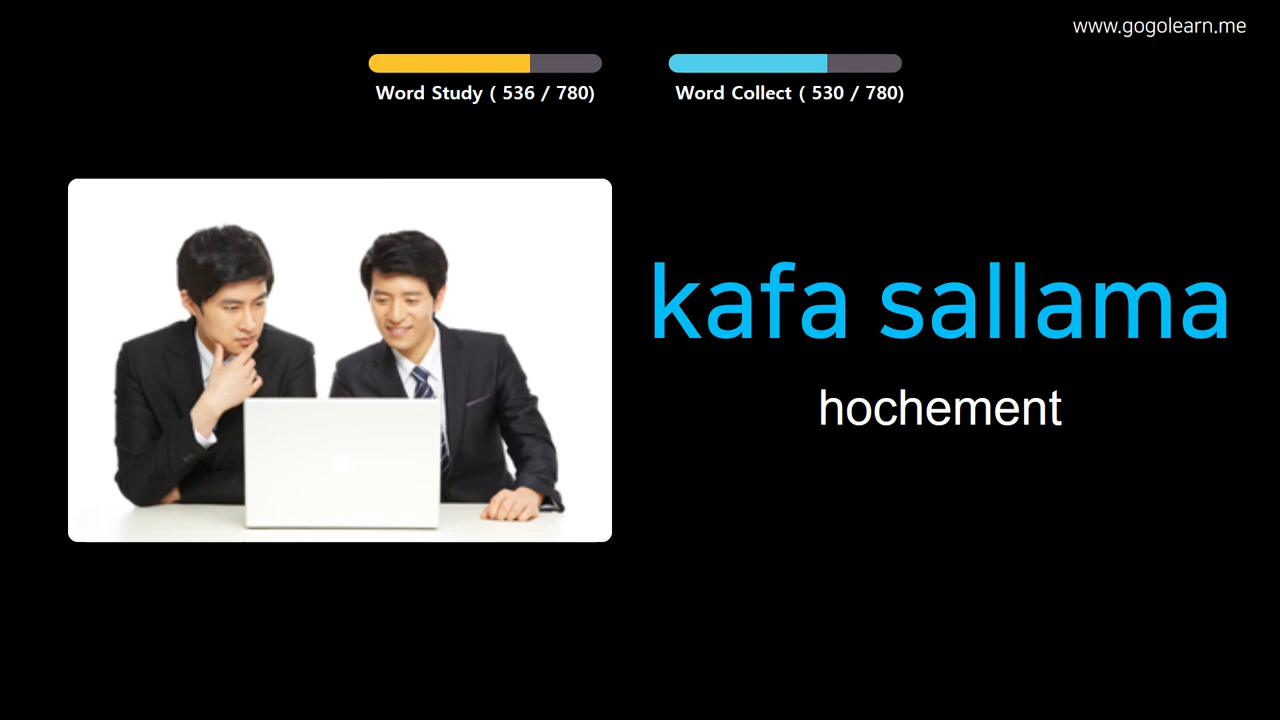 www.gogolearn.me
Word Study ( 536 / 780)
Word Collect ( 530 / 780)
kafa sallama
hochement